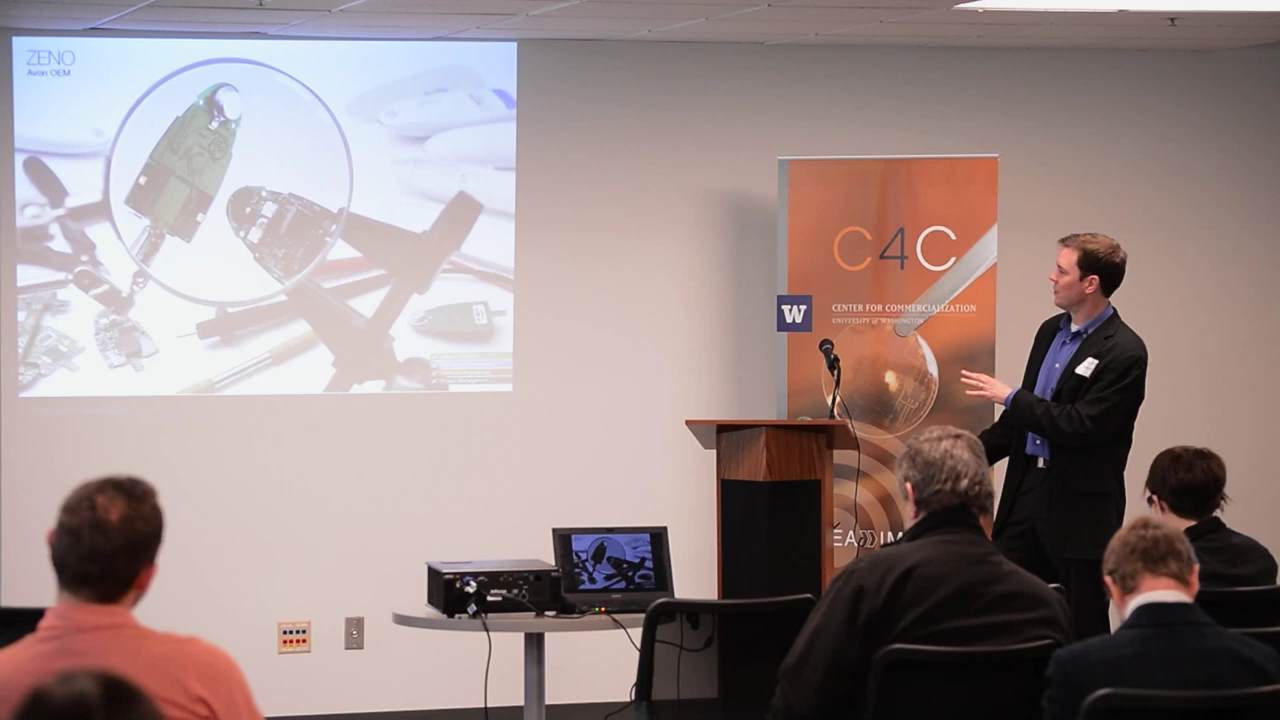 ZENO
Avon OEM
C4C
W
CENTER FOR COMMERCIALIZATION
UNIVERSITY of WASHINGTON